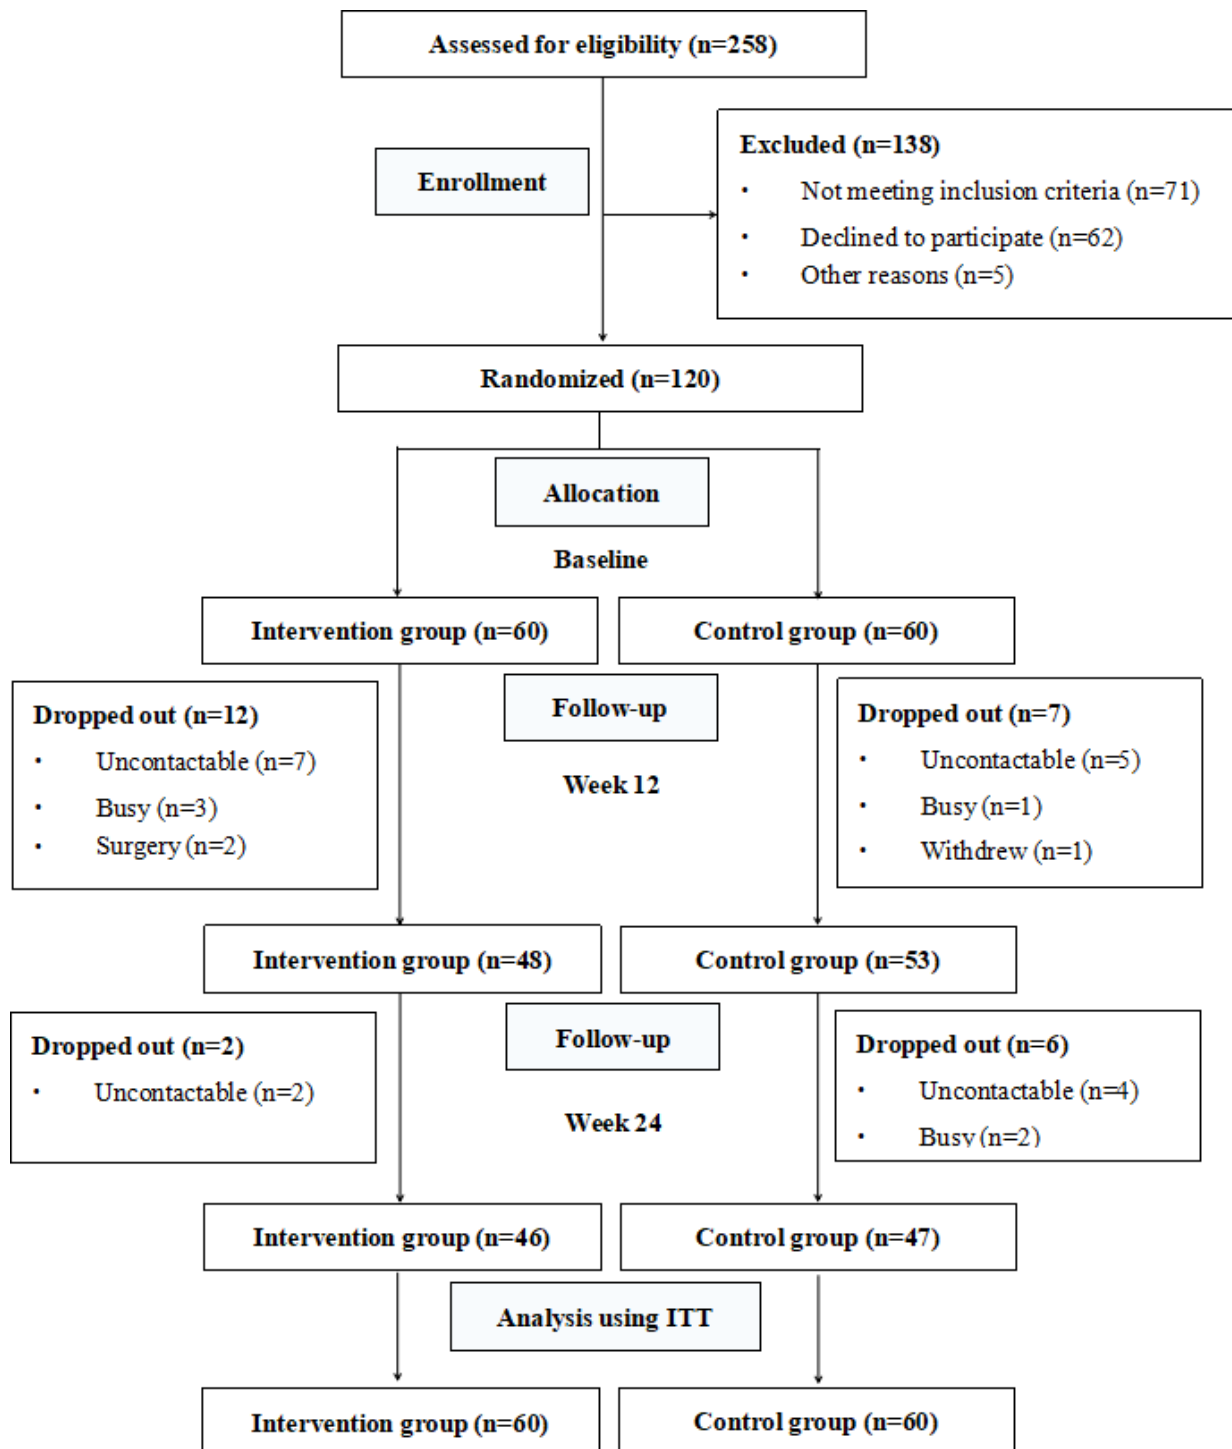 Assessed for eligibility (n=258)
Enrollment
Excluded (n=138)
• Not meeting inclusion criteria (n=71)
• Declined to participate (n=62)
• Other reasons (n=5)
Randomized (n=120)
Allocation
Baseline
Intervention group (n=60)
Control group (n=60)
Dropped out (n=12)
• Uncontactable (n=7)
• Busy (n=3)
• Surgery (n=2)
Follow-up
Week 12
Dropped out (n=7)
• Uncontactable (n=5)
• Busy (n=1)
• Withdrew (n=1)
Intervention group (n=48)
Control group (n=53)
Dropped out (n=2)
• Uncontactable (n=2)
Follow-up
Week 24
Dropped out (n=6)
• Uncontactable (n=4)
• Busy (n=2)
Intervention group (n=46)
Control group (n=47)
Analysis using ITT
Intervention group (n=60)
Control group (n=60)